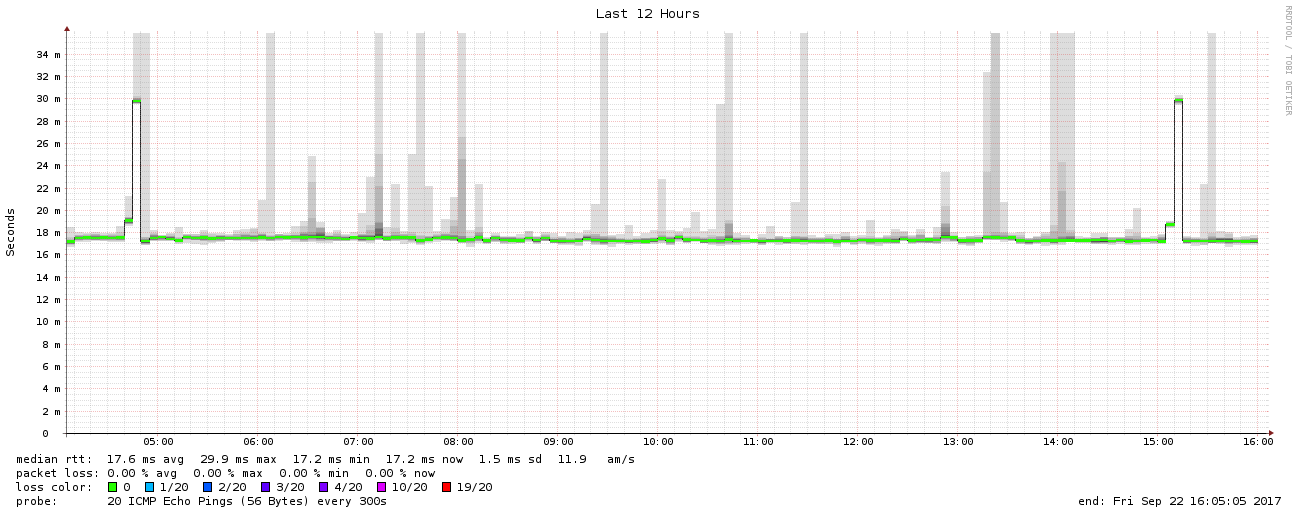 Last 12 Hours
RRDTOOL / TOBI OETIKER
Seconds
34 m
32 m
30 m
28 m
26 m
24 m
22 m
20 m
18 m
16 m
14 m
12 m
10 m
8 m
6 m
4 m
2 m
0
05:00 06:00 07:00 08:00 09:00 10:00 11:00 12:00 13:00 14:00 15:00 16:00
median rtt: 17.6 ms avg 29.9 ms max 17.2 ms min 17.2 ms now 1.5 ms sd 11.9 am/s
packet loss: 0.00 % avg 0.00 % max 0.00 % min 0.00 % now
loss color: 0 1/20 2/20 3/20 4/20 10/20 19/20
probe: 20 ICMP Echo Pings (56 Bytes) every 300s end: Fri Sep 22 16:05:05 2017